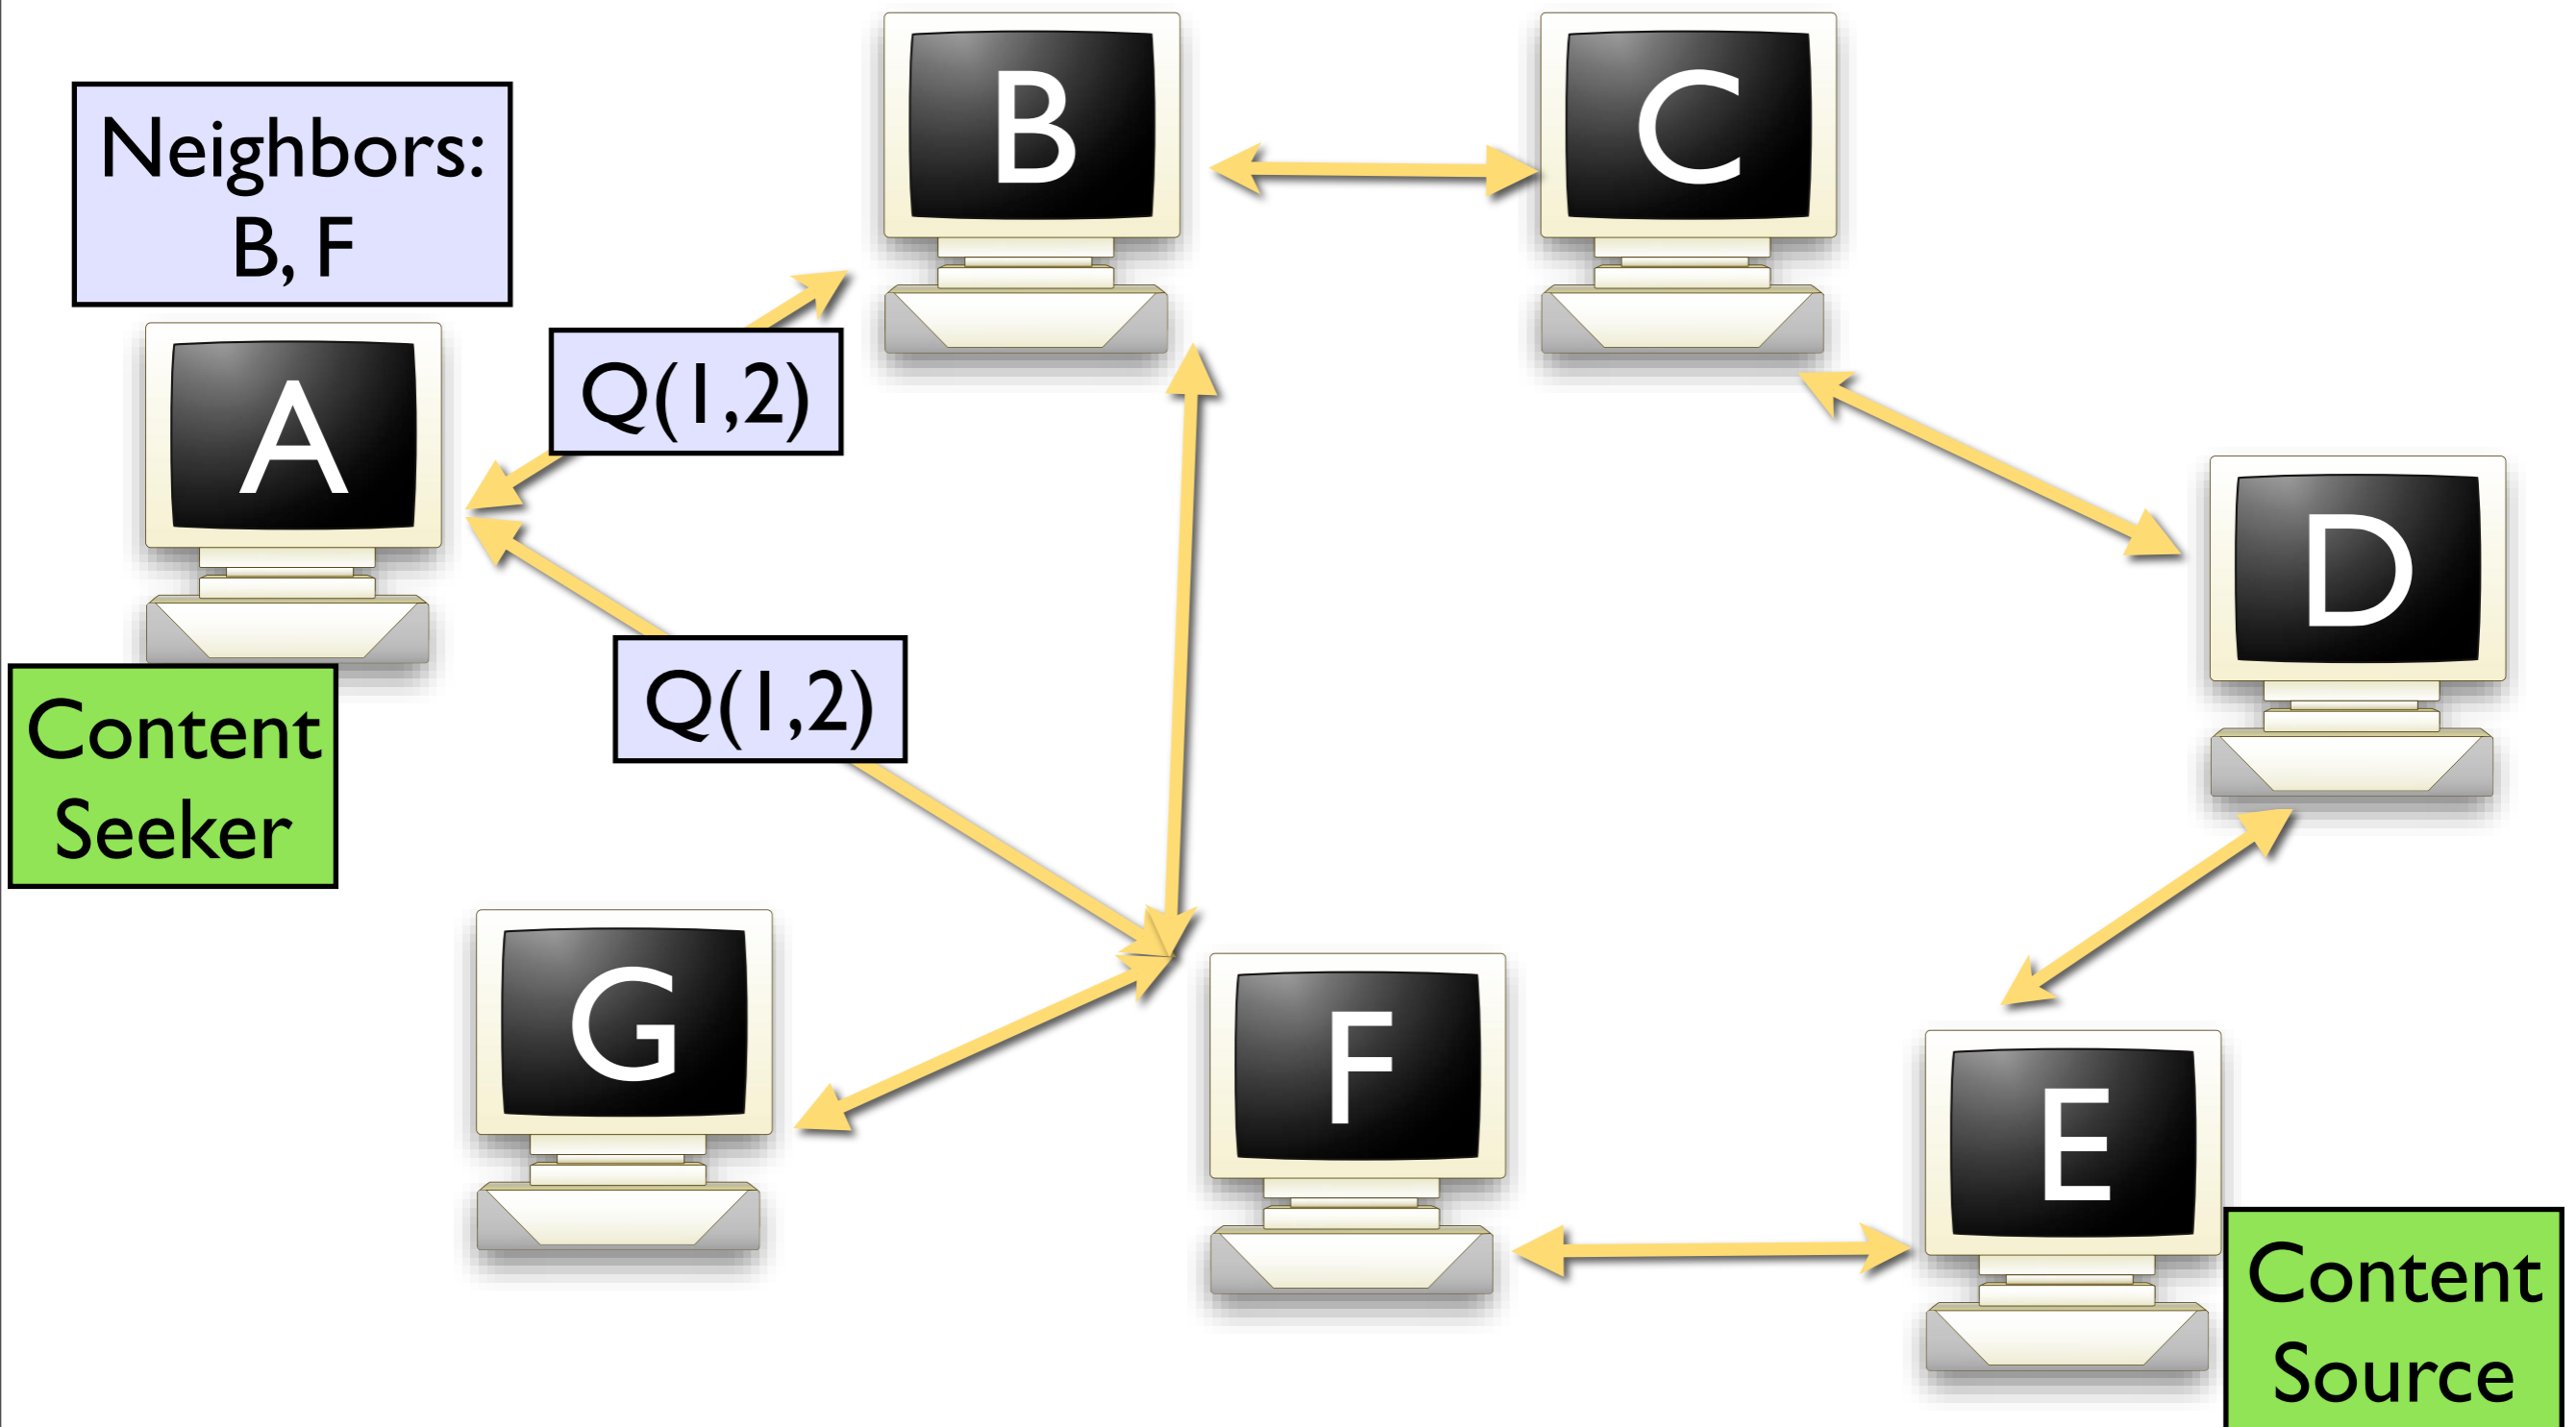 B
C
Neighbors:
B, F
Q(1,2)
A
D
Q(1,2)
Content
Seeker
G
F
E
Content
Source